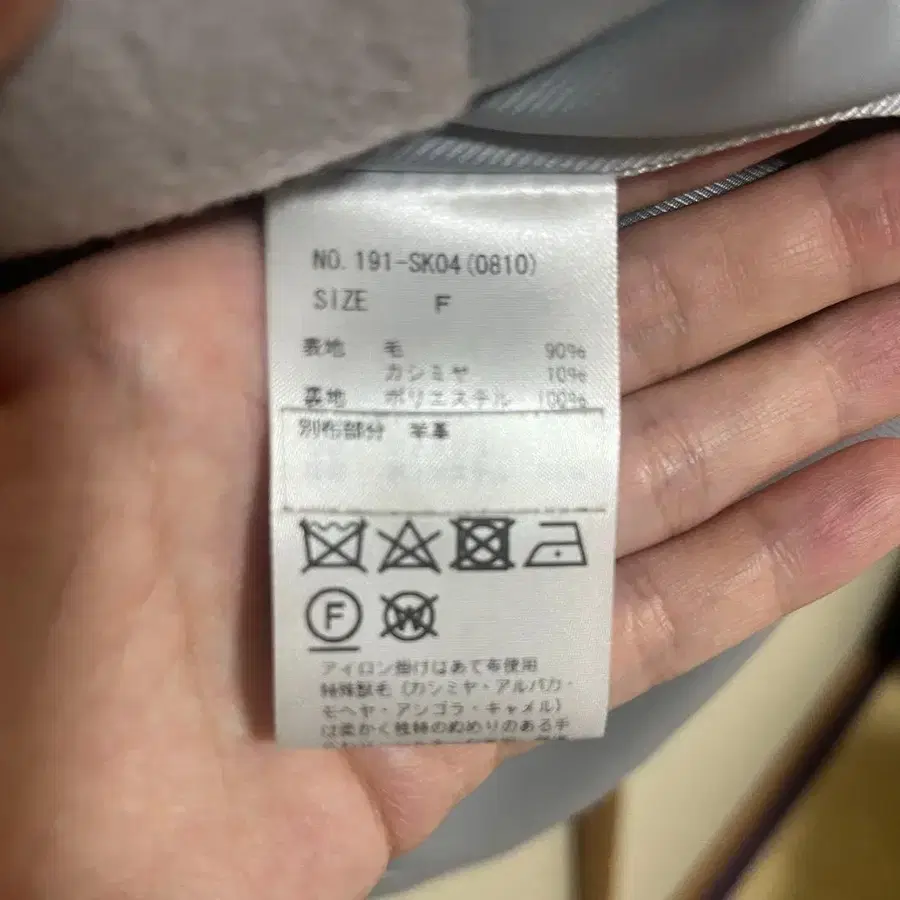 NO. 191-SK04(0810)
SIZE F
表地 毛 90%
カシミヤ 10%
裏地 ポリエステル 100%
別布部分 羊革
F
W
アイロン掛けはあて布使用
特殊獣毛(カシミヤ・アルパカ・
モヘヤ・アンゴラ・キャメル)
は柔かく独特のぬめりのある手